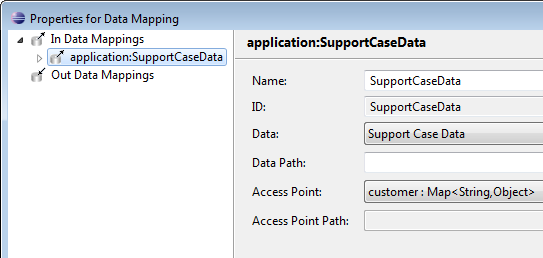 Properties for Data Mapping
In Data Mappings
application:SupportCaseData
Out Data Mappings
application:SupportCaseData
Name: SupportCaseData
ID: SupportCaseData
Data: Support Case Data
Data Path:
Access Point: customer : Map<String,Object>
Access Point Path: